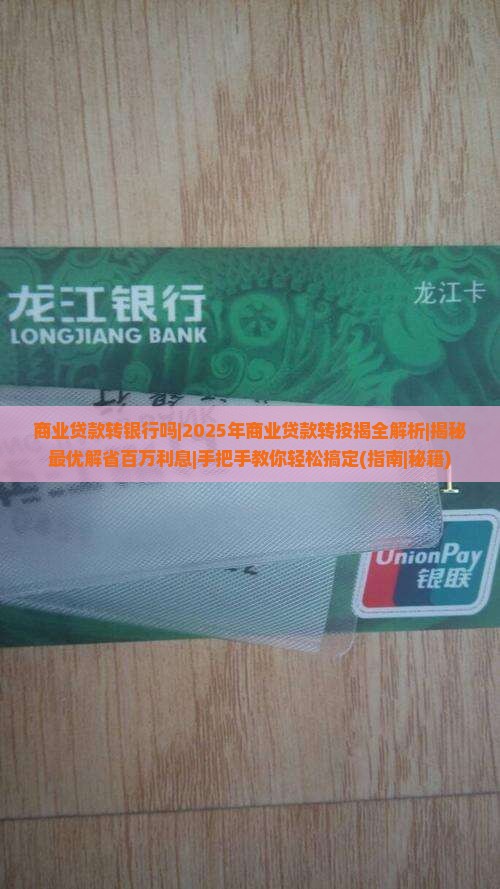 龙江银行
LONGJIANG BANK
龙江卡
商业贷款转银行吗|2025年商业贷款转按揭全解析|揭秘
最优解省百万利息|手把手教你轻松搞定(指南|秘籍)
1
UnionPay
银联